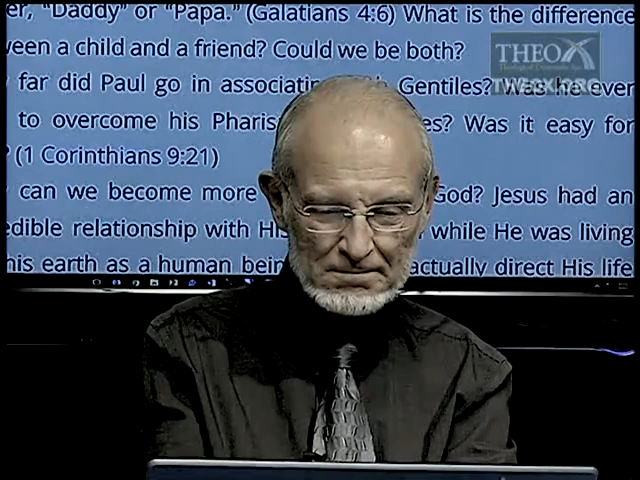 er, “Daddy” or “Papa.” (Galatians 4:6) What is the difference
veen a child and a friend? Could we be both?
far did Paul go in associatin Gentiles? Was he ever
to overcome his Pharis es? Was it easy for
? (1 Corinthians 9:21)
can we become more God? Jesus had an
edible relationship with Hi while He was living
his earth as a human bein actually direct His life
THEO